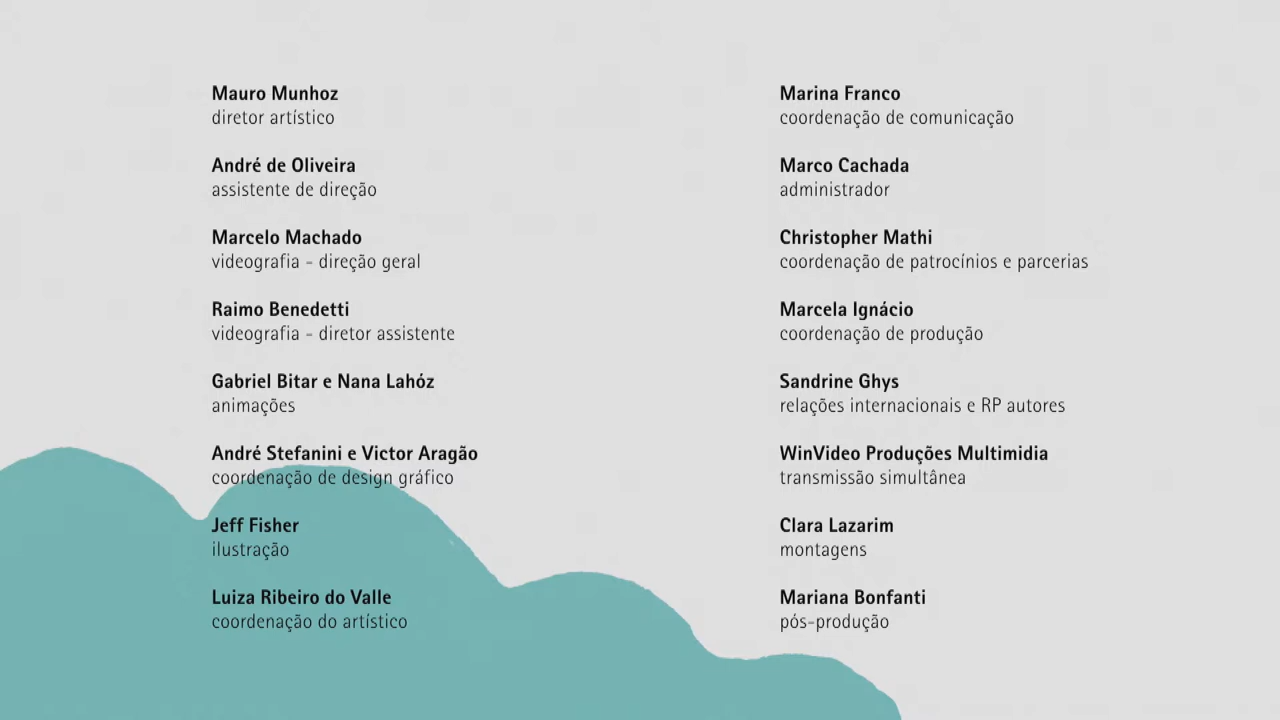 Mauro Munhoz
diretor artístico
André de Oliveira
assistente de direção
Marcelo Machado
videografia - direção geral
Raimo Benedetti
videografia - diretor assistente
Gabriel Bitar e Nana Lahóz
animações
André Stefanini e Victor Aragão
coordenação de design gráfico
Jeff Fisher
ilustração
Luiza Ribeiro do Valle
coordenação do artístico
Marina Franco
coordenação de comunicação
Marco Cachada
administrador
Christopher Mathi
coordenação de patrocínios e parcerias
Marcela Ignácio
coordenação de produção
Sandrine Ghys
relações internacionais e RP autores
WinVideo Produções Multimidia
transmissão simultânea
Clara Lazarim
montagens
Mariana Bonfanti
pós-produção